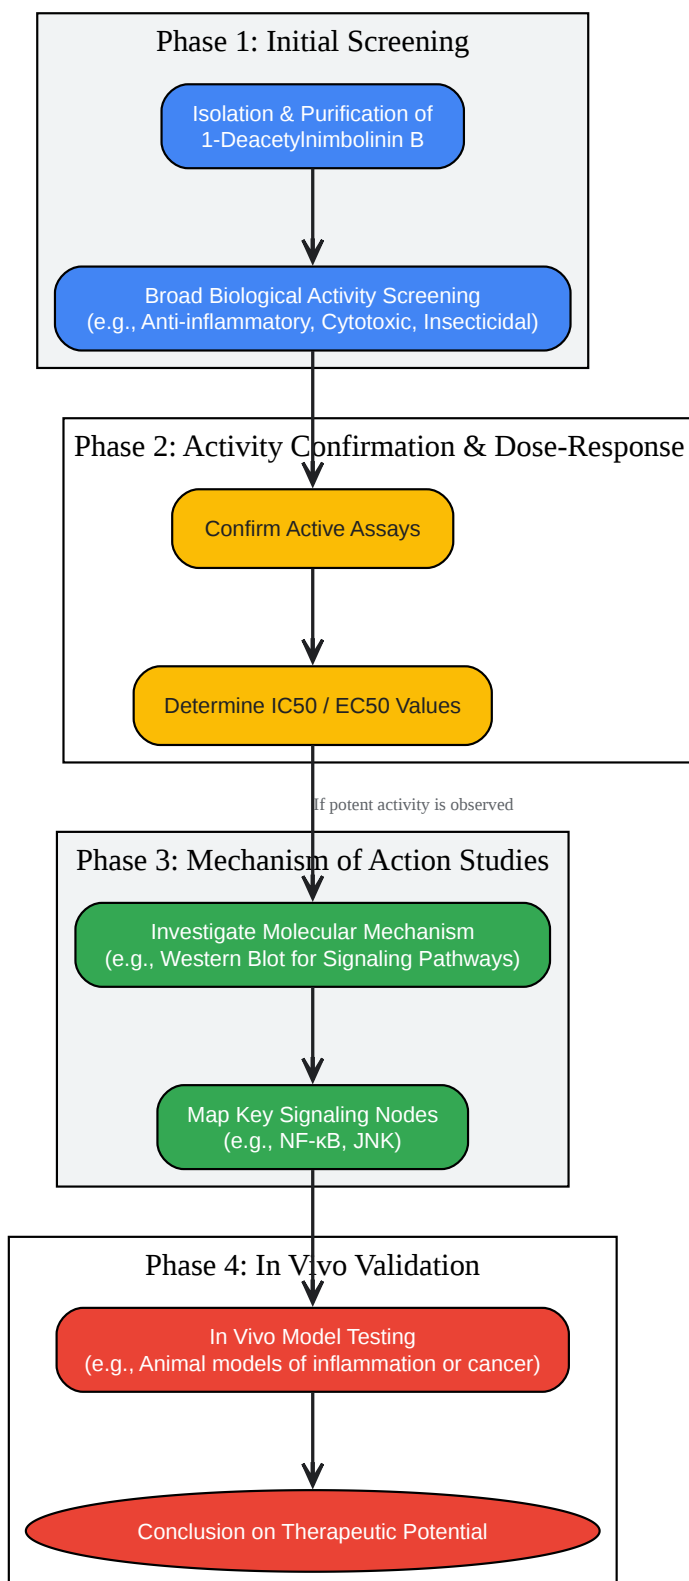 Phase 1: Initial Screening
Isolation & Purification of
1-Deacetylnimbolinin B
Broad Biological Activity Screening
(e.g., Anti-inflammatory, Cytotoxic, Insecticidal)
Phase 2: Activity Confirmation & Dose-Response
Confirm Active Assays
Determine IC50 / EC50 Values
If potent activity is observed
Phase 3: Mechanism of Action Studies
Investigate Molecular Mechanism
(e.g., Western Blot for Signaling Pathways)
Map Key Signaling Nodes
(e.g., NF-κB, JNK)
Phase 4: In Vivo Validation
In Vivo Model Testing
(e.g., Animal models of inflammation or cancer)
Conclusion on Therapeutic Potential